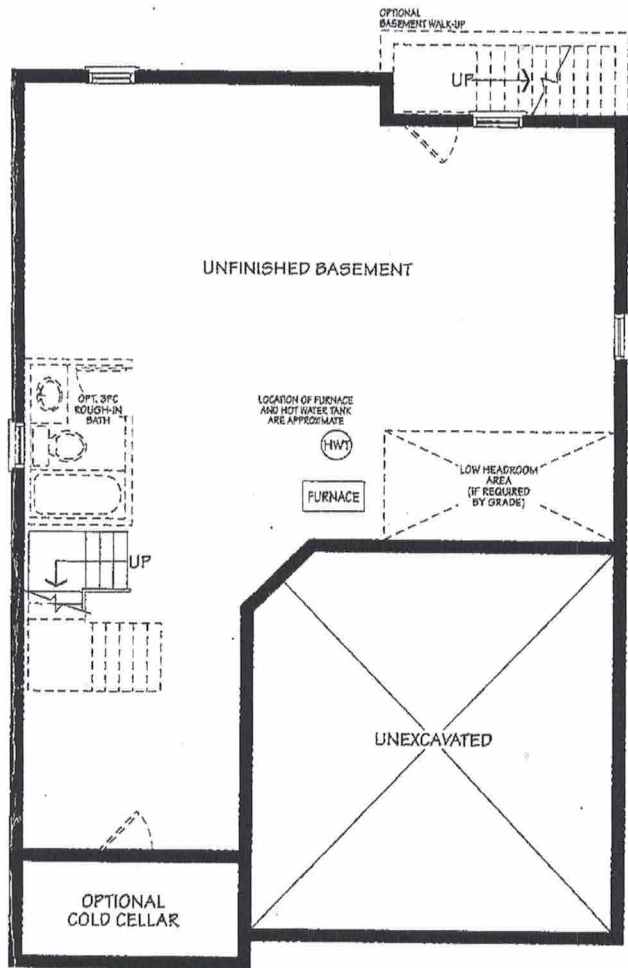 OPTIONAL
BASEMENT WALK-UP
UP
UNFINISHED BASEMENT
OPT. 3PC
ROUGH-IN
BATH
LOCATION OF FURNACE
AND HOT WATER TANK
ARE APPROXIMATE
HWT
FURNACE
LOW HEADROOM
AREA
(IF REQUIRED
BY GRADE)
UP
UNEXCAVATED
OPTIONAL
COLD CELLAR